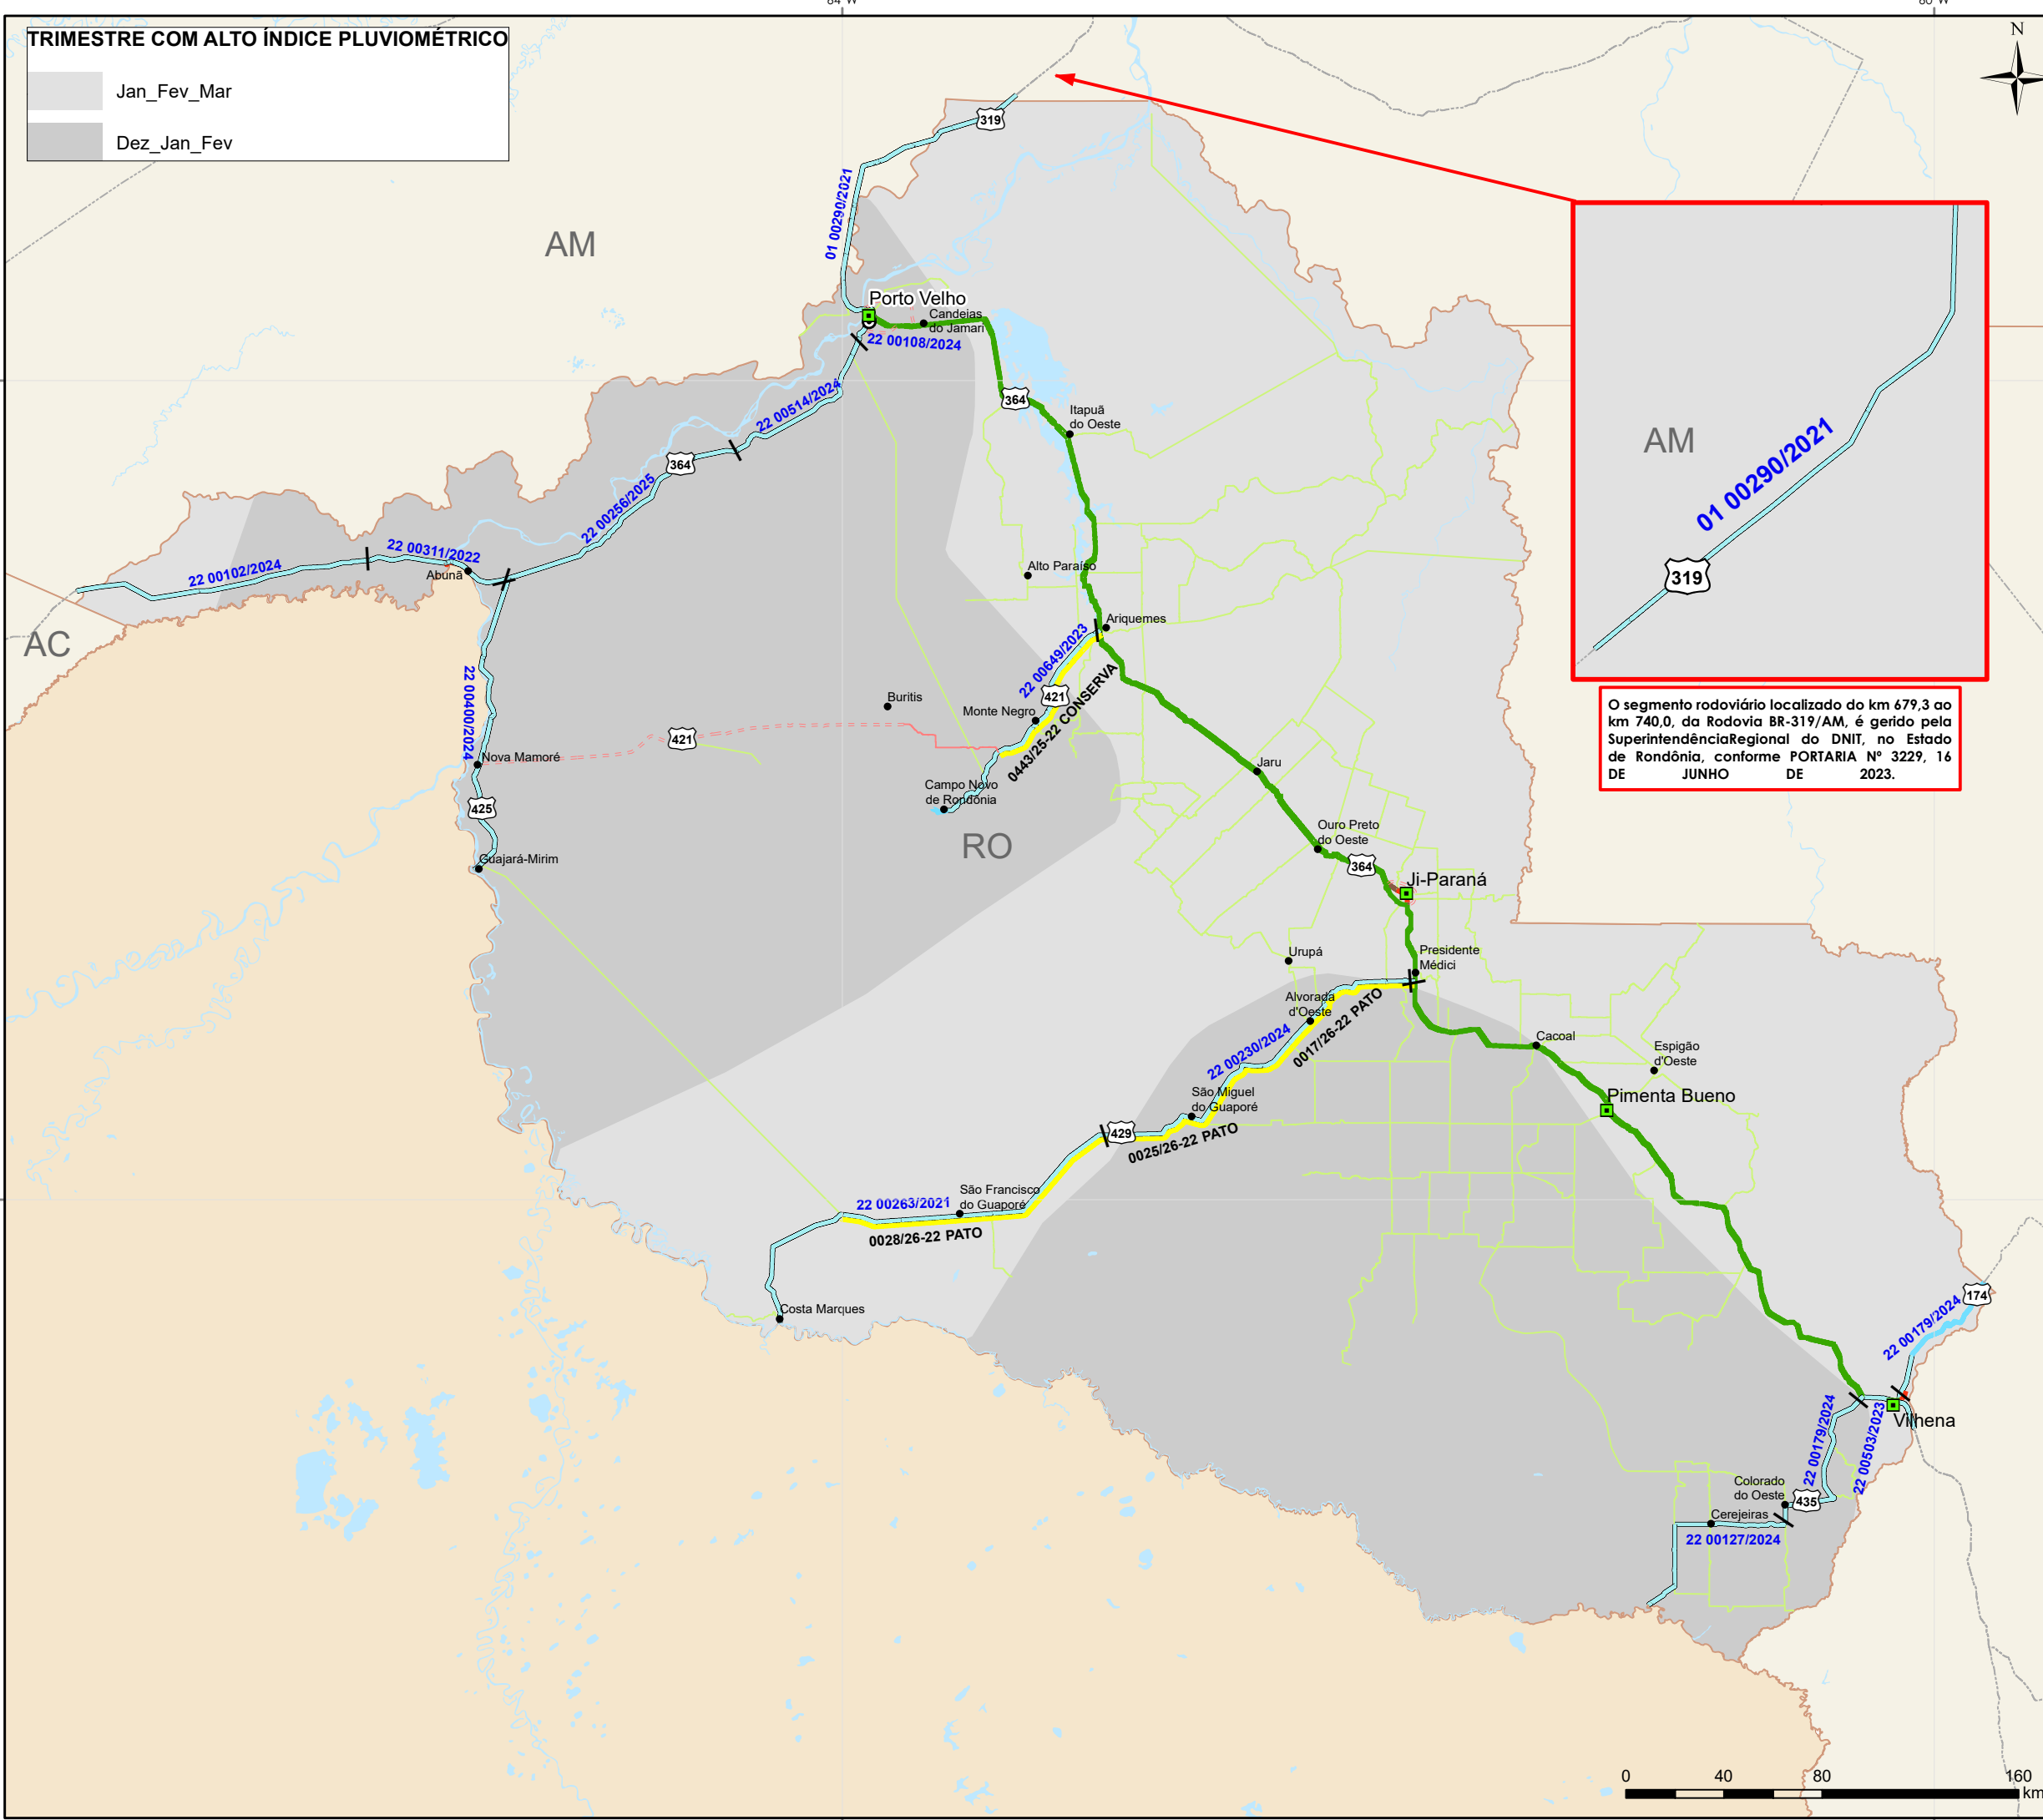 84°W
80°W
TRIMESTRE COM ALTO ÍNDICE PLUVIOMÉTRICO
Jan_Fev_Mar
Dez_Jan_Fev
N
319
01 00290/2021
AM
Porto Velho
Candeias
do Jamari
22 00108/2024
22 00514/2024
364
Itapuã
do Oeste
364
22 00256/2025
22 00311/2022
Abunã
22 00102/2024
AC
AM
01 00290/2021
319
O segmento rodoviário localizado do km 679,3 ao
km 740,0, da Rodovia BR-319/AM, é gerido pela
SuperintendênciaRegional do DNIT, no Estado
de Rondônia, conforme PORTARIA Nº 3229, 16
DE JUNHO DE 2023.
Alto Paraíso
Ariquemes
22 00649/2023
421
0443/25-22 CONSERVA
Buritis
Monte Negro
421
22 00400/2024
Nova Mamoré
425
Guajará-Mirim
Campo Novo
de Rondônia
RO
Jaru
Ouro Preto
do Oeste
364
Ji-Paraná
Urupá
Presidente
Médici
Alvorada
d'Oeste
0017/26-22 PATO
22 00230/2024
Cacoal
Espigão
d'Oeste
Pimenta Bueno
São Miguel
do Guaporé
429
0025/26-22 PATO
São Francisco
do Guaporé
22 00263/2021
0028/26-22 PATO
Costa Marques
174
22 00179/2024
22 00179/2024
22 00503/2023
Vilhena
Colorado
do Oeste
435
Cerejeiras
22 00127/2024
0 40 80 160
km